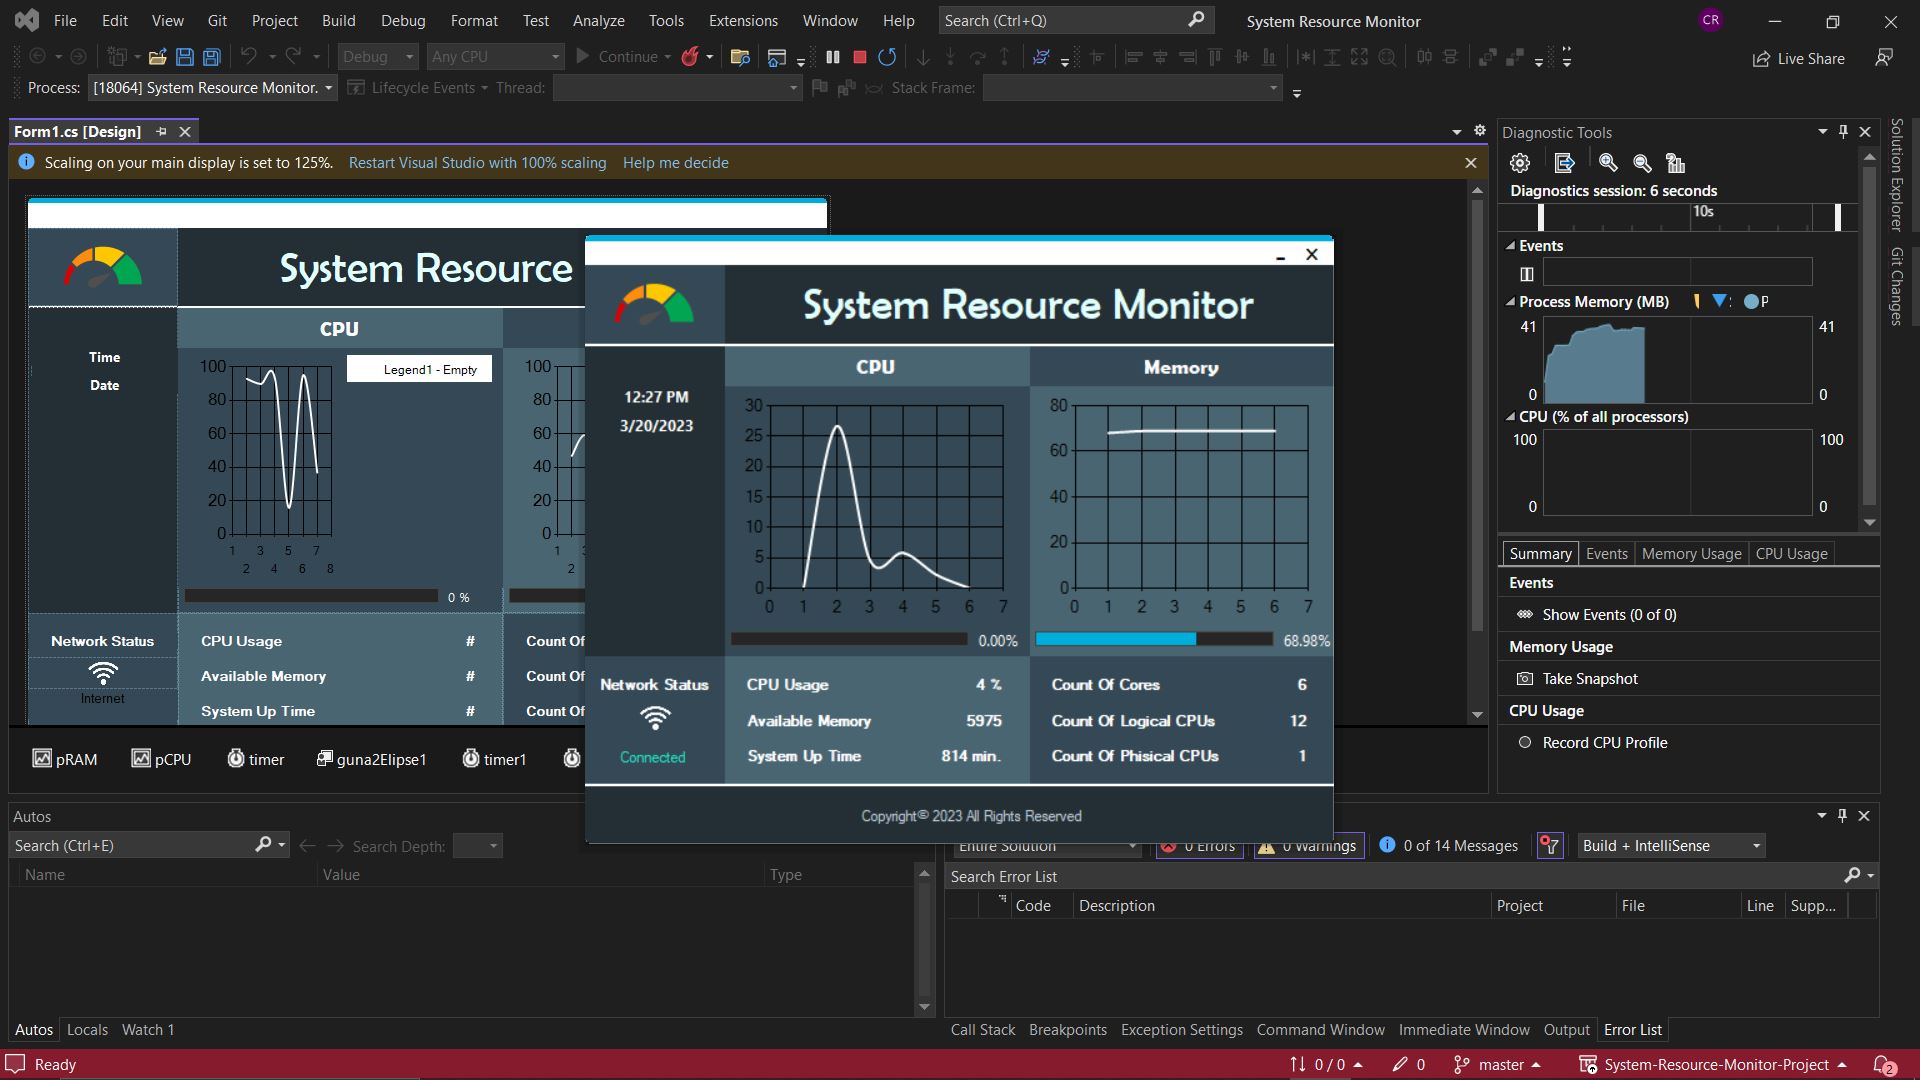 File Edit View Git Project Build Debug Format Test Analyze Tools Extensions Window Help Search (Ctrl+Q) System Resource Monitor CR
Debug Any CPU Continue Live Share
Process: [18064] System Resource Monitor. Lifecycle Events Thread: Stack Frame:
Form1.cs [Design]
Scaling on your main display is set to 125%. Restart Visual Studio with 100% scaling Help me decide
System Resource
CPU
Time
Date
100
80
60
40
20
0
1 3 5 7
2 4 6 8
Legend1 - Empty
0 %
100
80
60
40
20
0
1
2
Network Status
Internet
CPU Usage #
Available Memory #
System Up Time #
Count Of
Count Of
Count Of
System Resource Monitor
12:27 PM
3/20/2023
CPU
30
25
20
15
10
5
0
0 1 2 3 4 5 6 7
0.00%
Memory
80
60
40
20
0
0 1 2 3 4 5 6 7
68.98%
Network Status
Connected
CPU Usage 4 %
Available Memory 5975
System Up Time 814 min.
Count Of Cores 6
Count Of Logical CPUs 12
Count Of Phisical CPUs 1
Copyright© 2023 All Rights Reserved
pRAM pCPU timer guna2Elipse1 timer1
Diagnostic Tools
Diagnostics session: 6 seconds
10s
Events
Process Memory (MB) P
41 41
0 0
CPU (% of all processors)
100 100
0 0
Summary Events Memory Usage CPU Usage
Events
Show Events (0 of 0)
Memory Usage
Take Snapshot
CPU Usage
Record CPU Profile
Solution Explorer
Git Changes
Autos
Search (Ctrl+E) Search Depth:
Name Value Type
Autos Locals Watch 1
Entire Solution 0 Errors 0 Warnings 0 of 14 Messages Build + IntelliSense
Search Error List
Code Description Project File Line Supp...
Call Stack Breakpoints Exception Settings Command Window Immediate Window Output Error List
Ready 0 / 0 0 master System-Resource-Monitor-Project 2